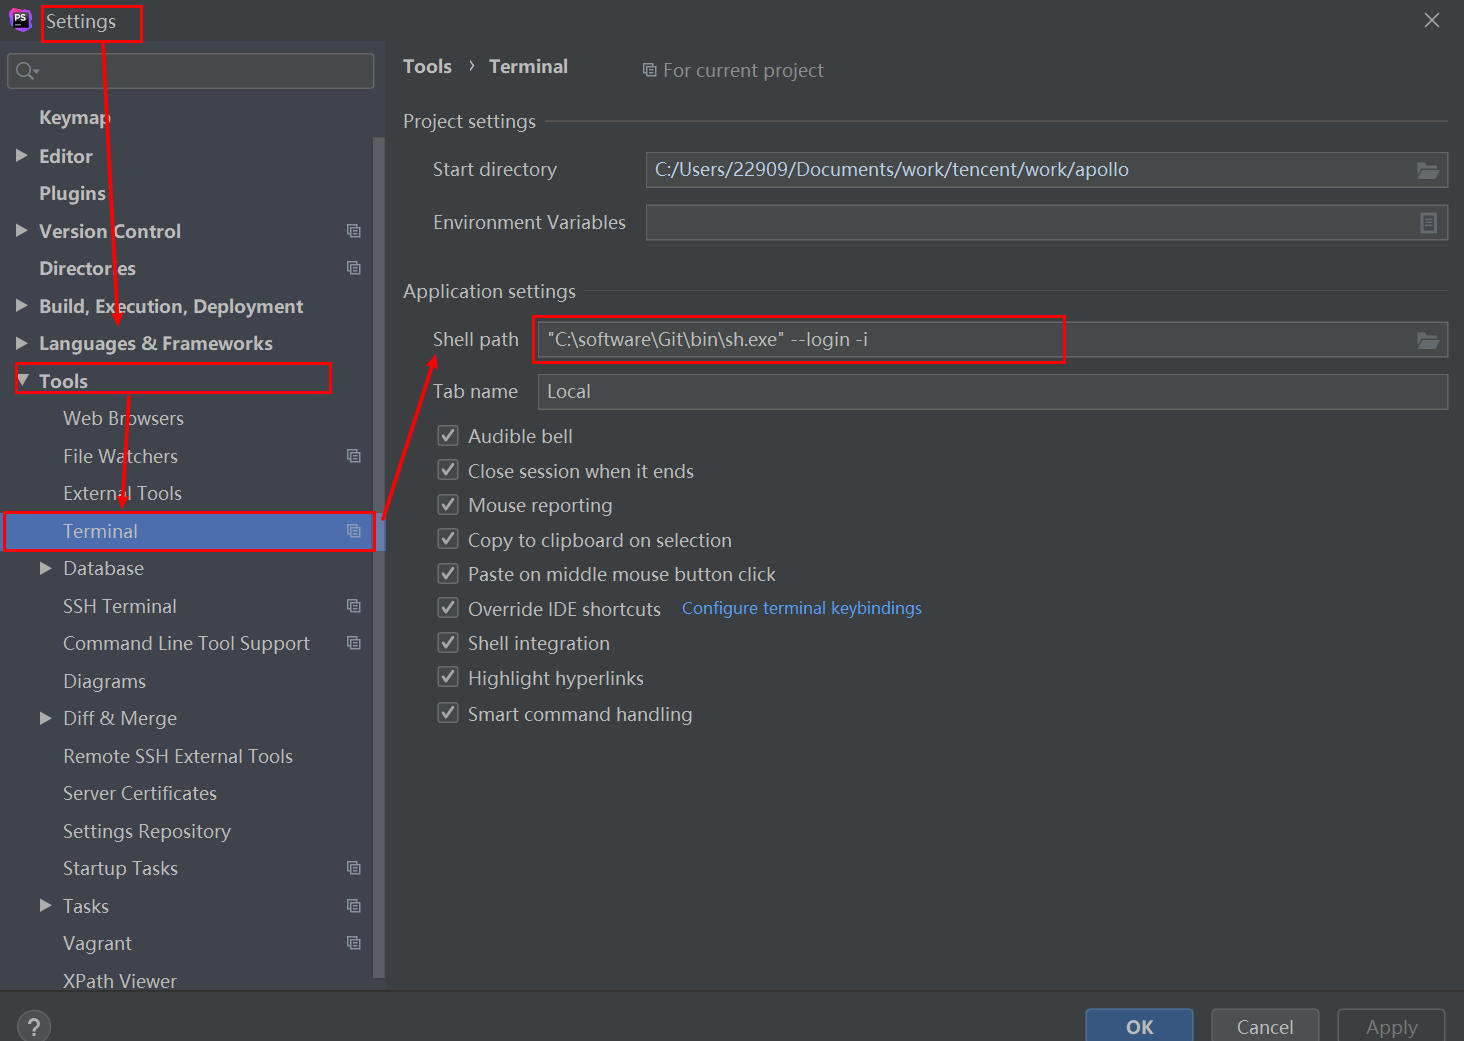 PS Settings
Keymap
Editor
Plugins
Version Control
Directories
Build, Execution, Deployment
Languages & Frameworks
Tools
Web Browsers
File Watchers
External Tools
Terminal
Database
SSH Terminal
Command Line Tool Support
Diagrams
Diff & Merge
Remote SSH External Tools
Server Certificates
Settings Repository
Startup Tasks
Tasks
Vagrant
XPath Viewer
?
Tools › Terminal For current project
Project settings
Start directory C:/Users/22909/Documents/work/tencent/work/apollo
Environment Variables
Application settings
Shell path "C:\software\Git\bin\sh.exe" --login -i
Tab name Local
Audible bell
Close session when it ends
Mouse reporting
Copy to clipboard on selection
Paste on middle mouse button click
Override IDE shortcuts Configure terminal keybindings
Shell integration
Highlight hyperlinks
Smart command handling
OK Cancel Apply